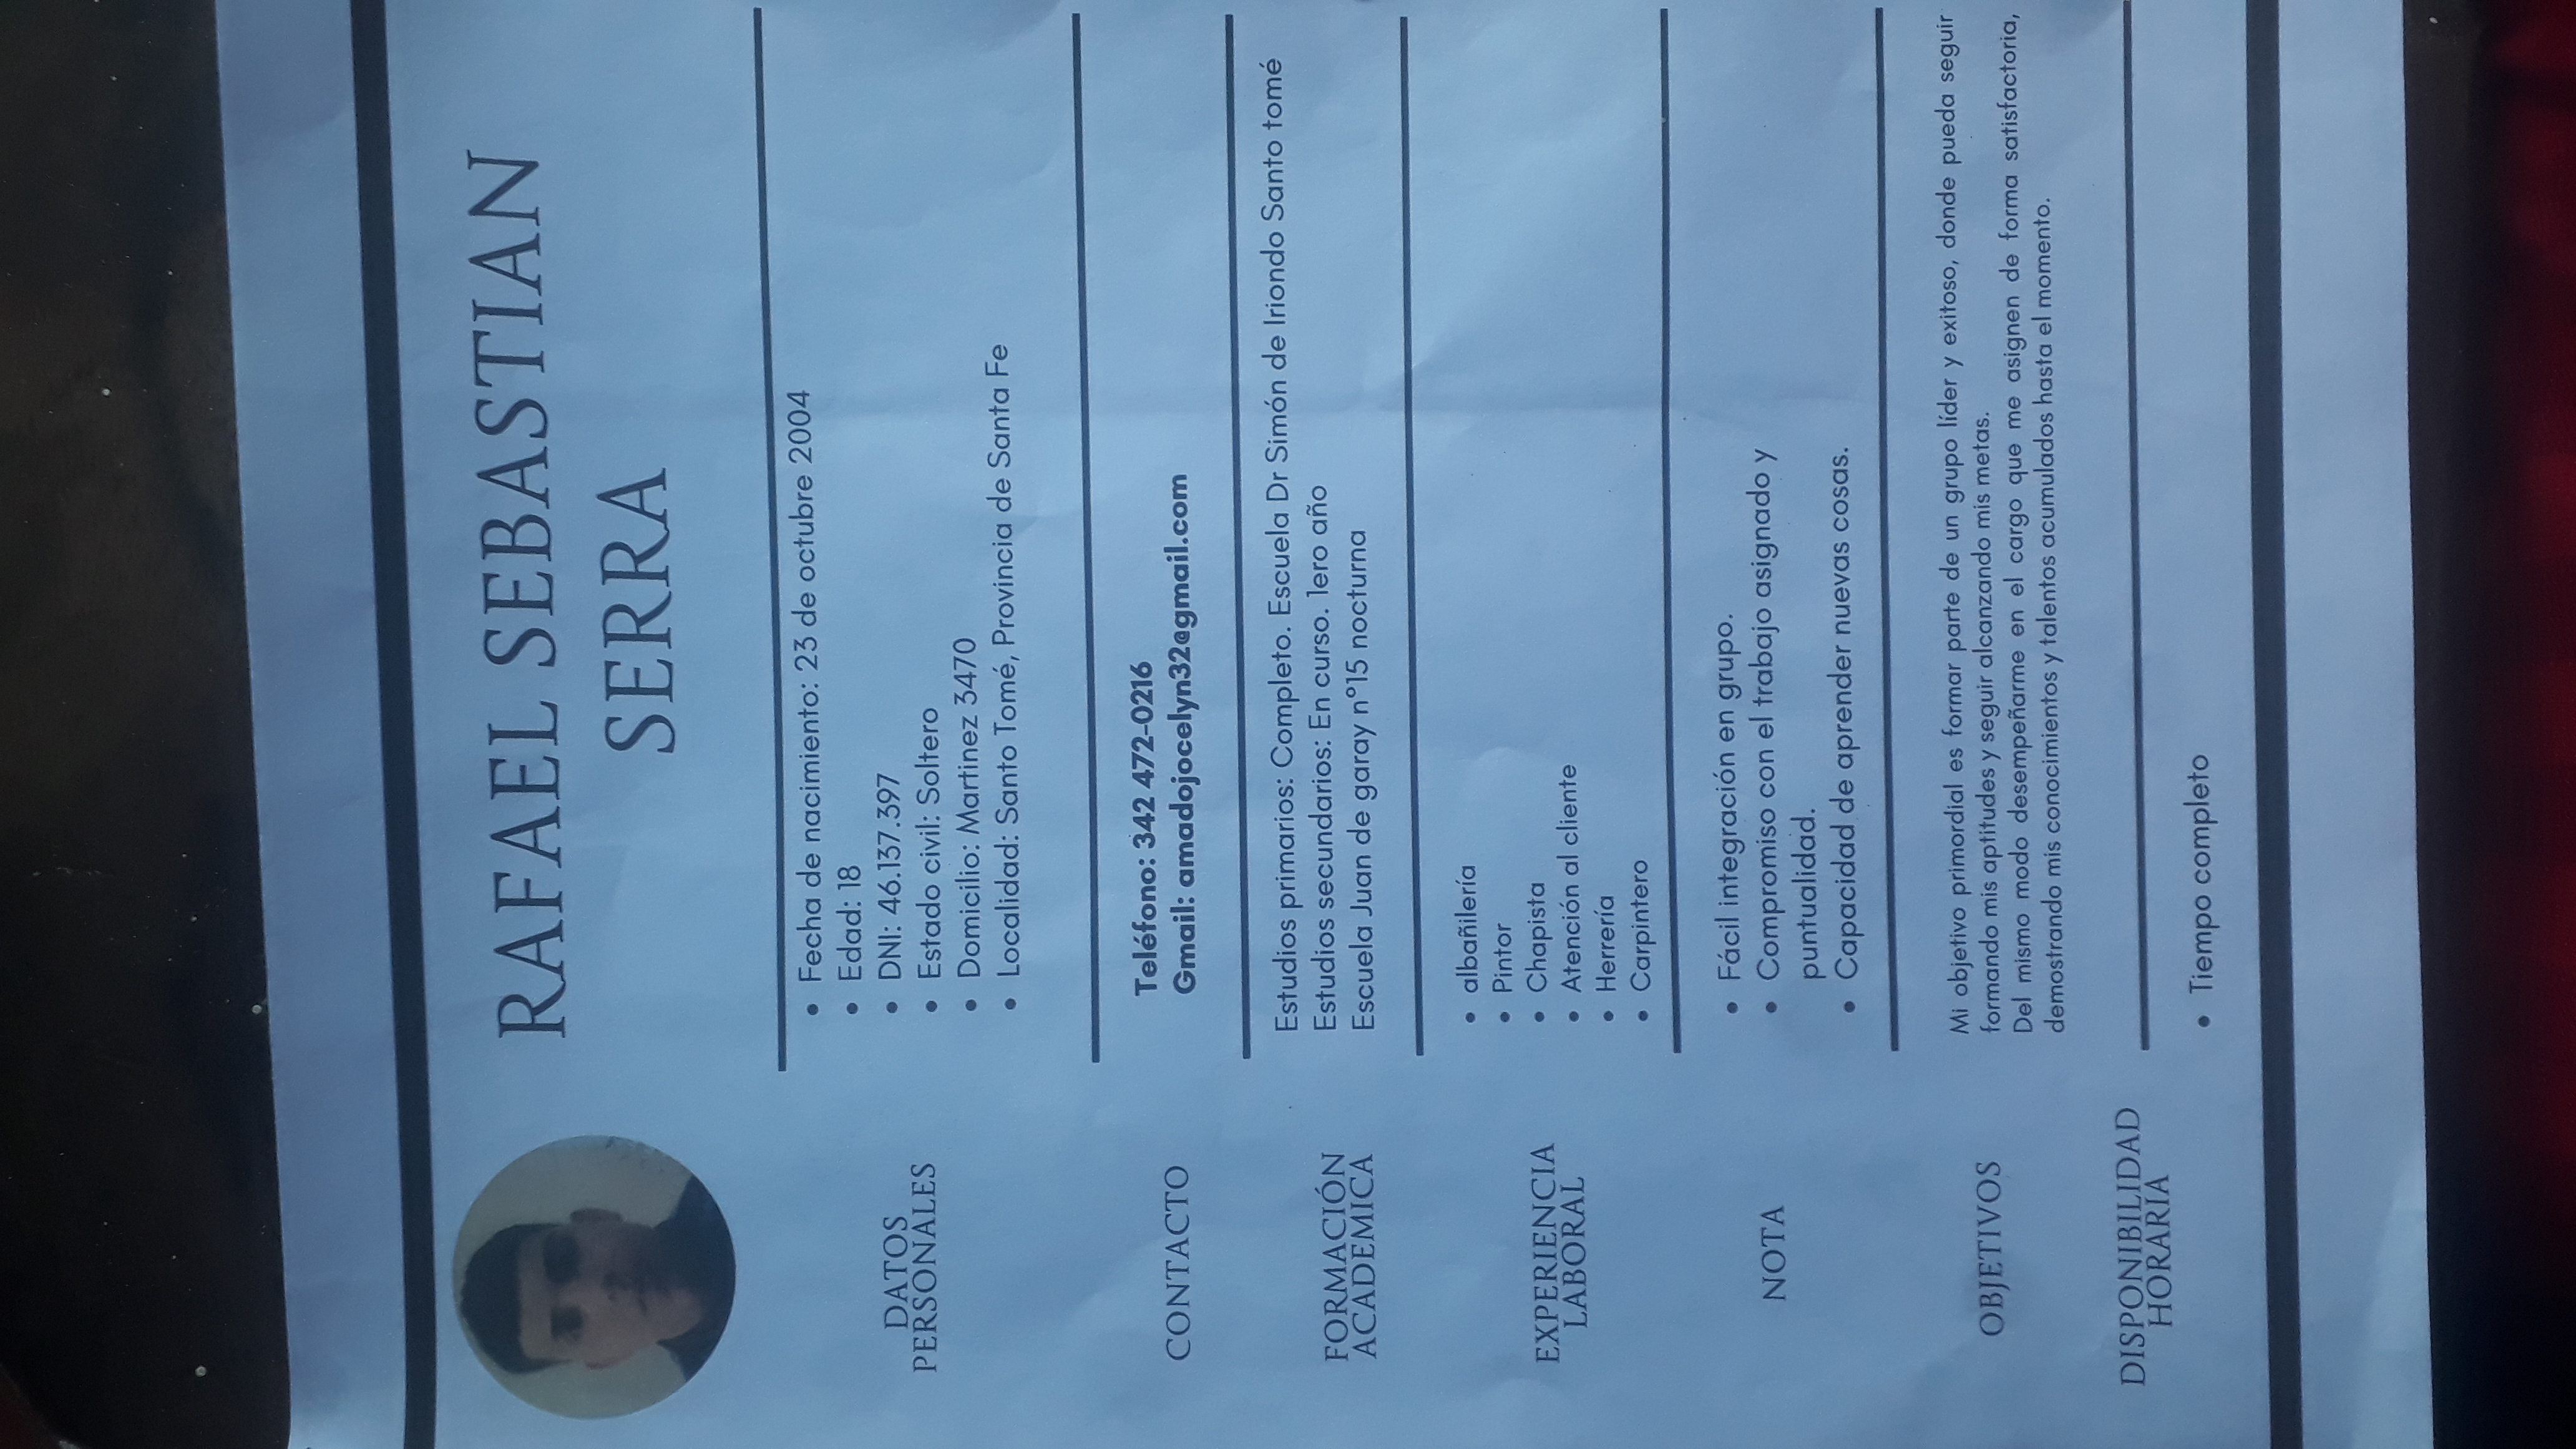 RAFAEL SEBASTIAN
SERRA
DATOS
PERSONALES
• Fecha de nacimiento: 23 de octubre 2004
• Edad: 18
• DNI: 46.137.397
• Estado civil: Soltero
• Domicilio: Martinez 3470
• Localidad: Santo Tomé, Provincia de Santa Fe
CONTACTO
Teléfono: 342 472-0216
Gmail: amadojocelyn32@gmail.com
FORMACIÓN
ACADEMICA
Estudios primarios: Completo. Escuela Dr Simón de Iriondo Santo tomé
Estudios secundarios: En curso. 1ero año
Escuela Juan de garay n°15 nocturna
EXPERIENCIA
LABORAL
• albañilería
• Pintor
• Chapista
• Atención al cliente
• Herrería
• Carpintero
NOTA
• Fácil integración en grupo.
• Compromiso con el trabajo asignado y
puntualidad.
• Capacidad de aprender nuevas cosas.
OBJETIVOS
Mi objetivo primordial es formar parte de un grupo líder y exitoso, donde pueda seguir
formando mis aptitudes y seguir alcanzando mis metas.
Del mismo modo desempeñarme en el cargo que me asignen de forma satisfactoria,
demostrando mis conocimientos y talentos acumulados hasta el momento.
DISPONIBILIDAD
HORARIA
• Tiempo completo